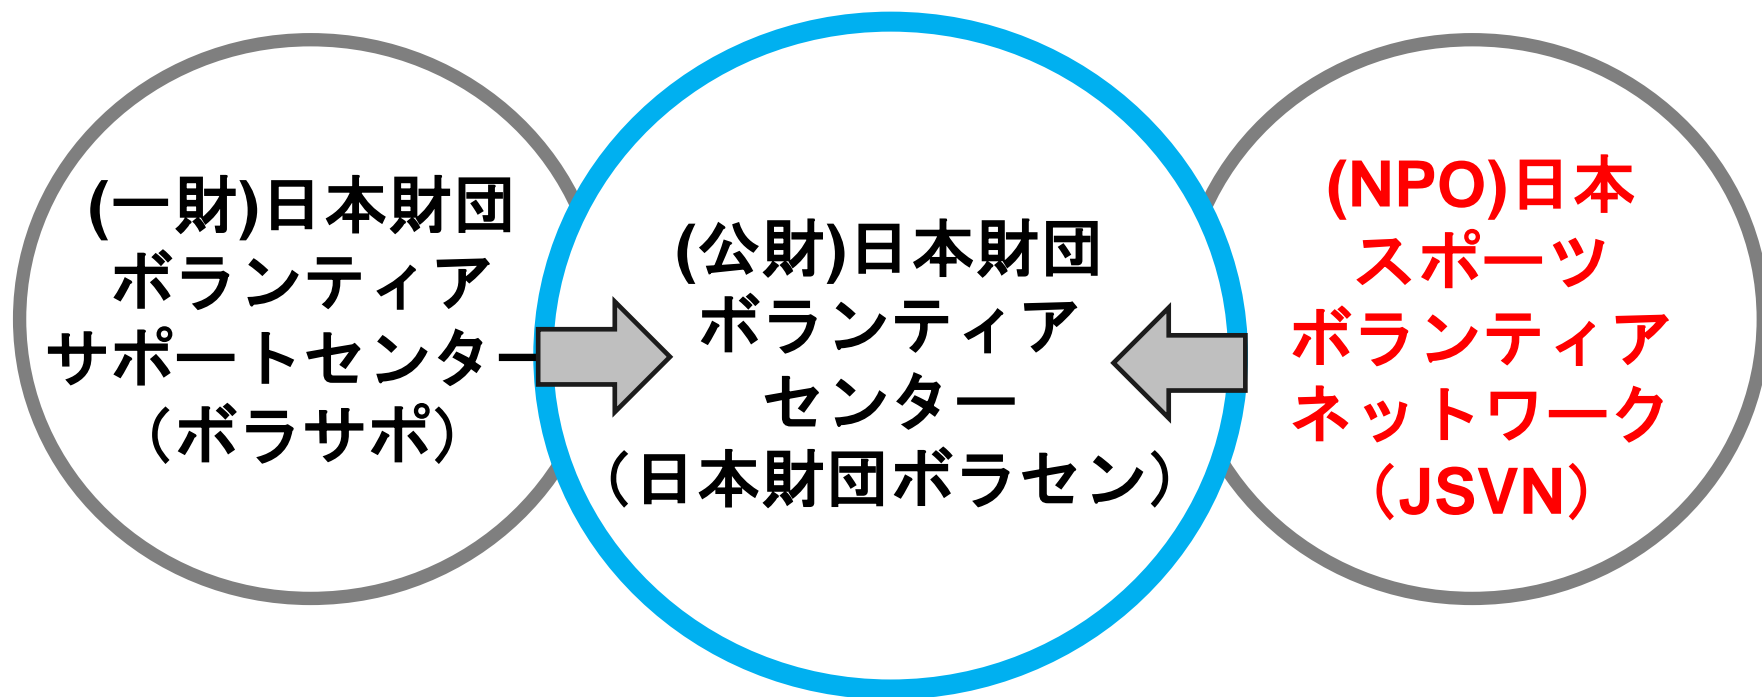 (一財)日本財団
ボランティア
サポートセンター
（ボラサポ）
(公財)日本財団
ボランティア
センター
（日本財団ボラセン）
(NPO)日本
スポーツ
ボランティア
ネットワーク
（JSVN）